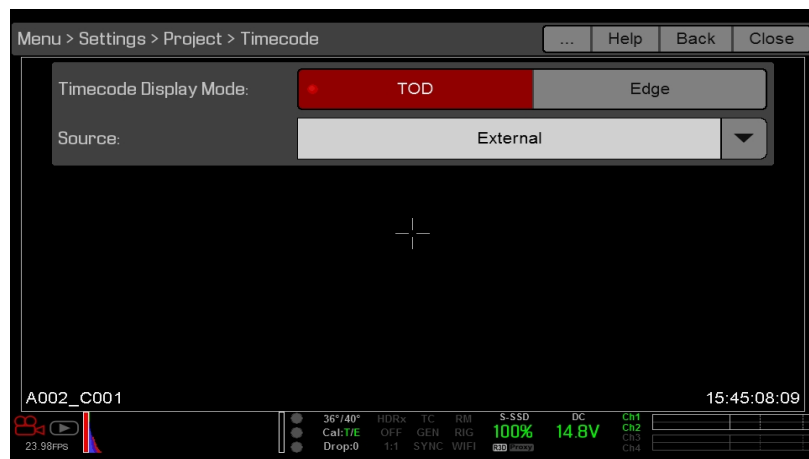 Menu > Settings > Project > Timecode ... Help Back Close
Timecode Display Mode: TOD Edge
Source: External
A002_C001 15:45:08:09
36°/40° HDRx TC RM S-SSD DC Ch1
Cal:T/E OFF GEN RIG 100% 14.8V Ch2
Ch3
23.98FPS Drop:0 1:1 SYNC WIFI R3D Proxy Ch4